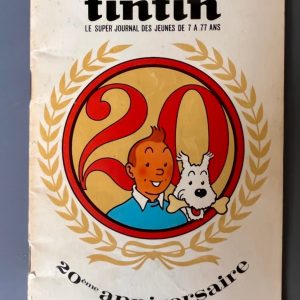 tintin
LE SUPER JOURNAL DES JEUNES DE 7 A 77 ANS
20
20ème anniversaire